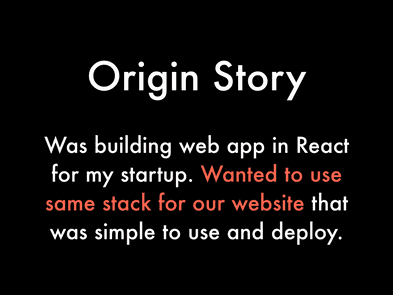 Origin Story
Was building web app in React
for my startup. Wanted to use
same stack for our website that
was simple to use and deploy.